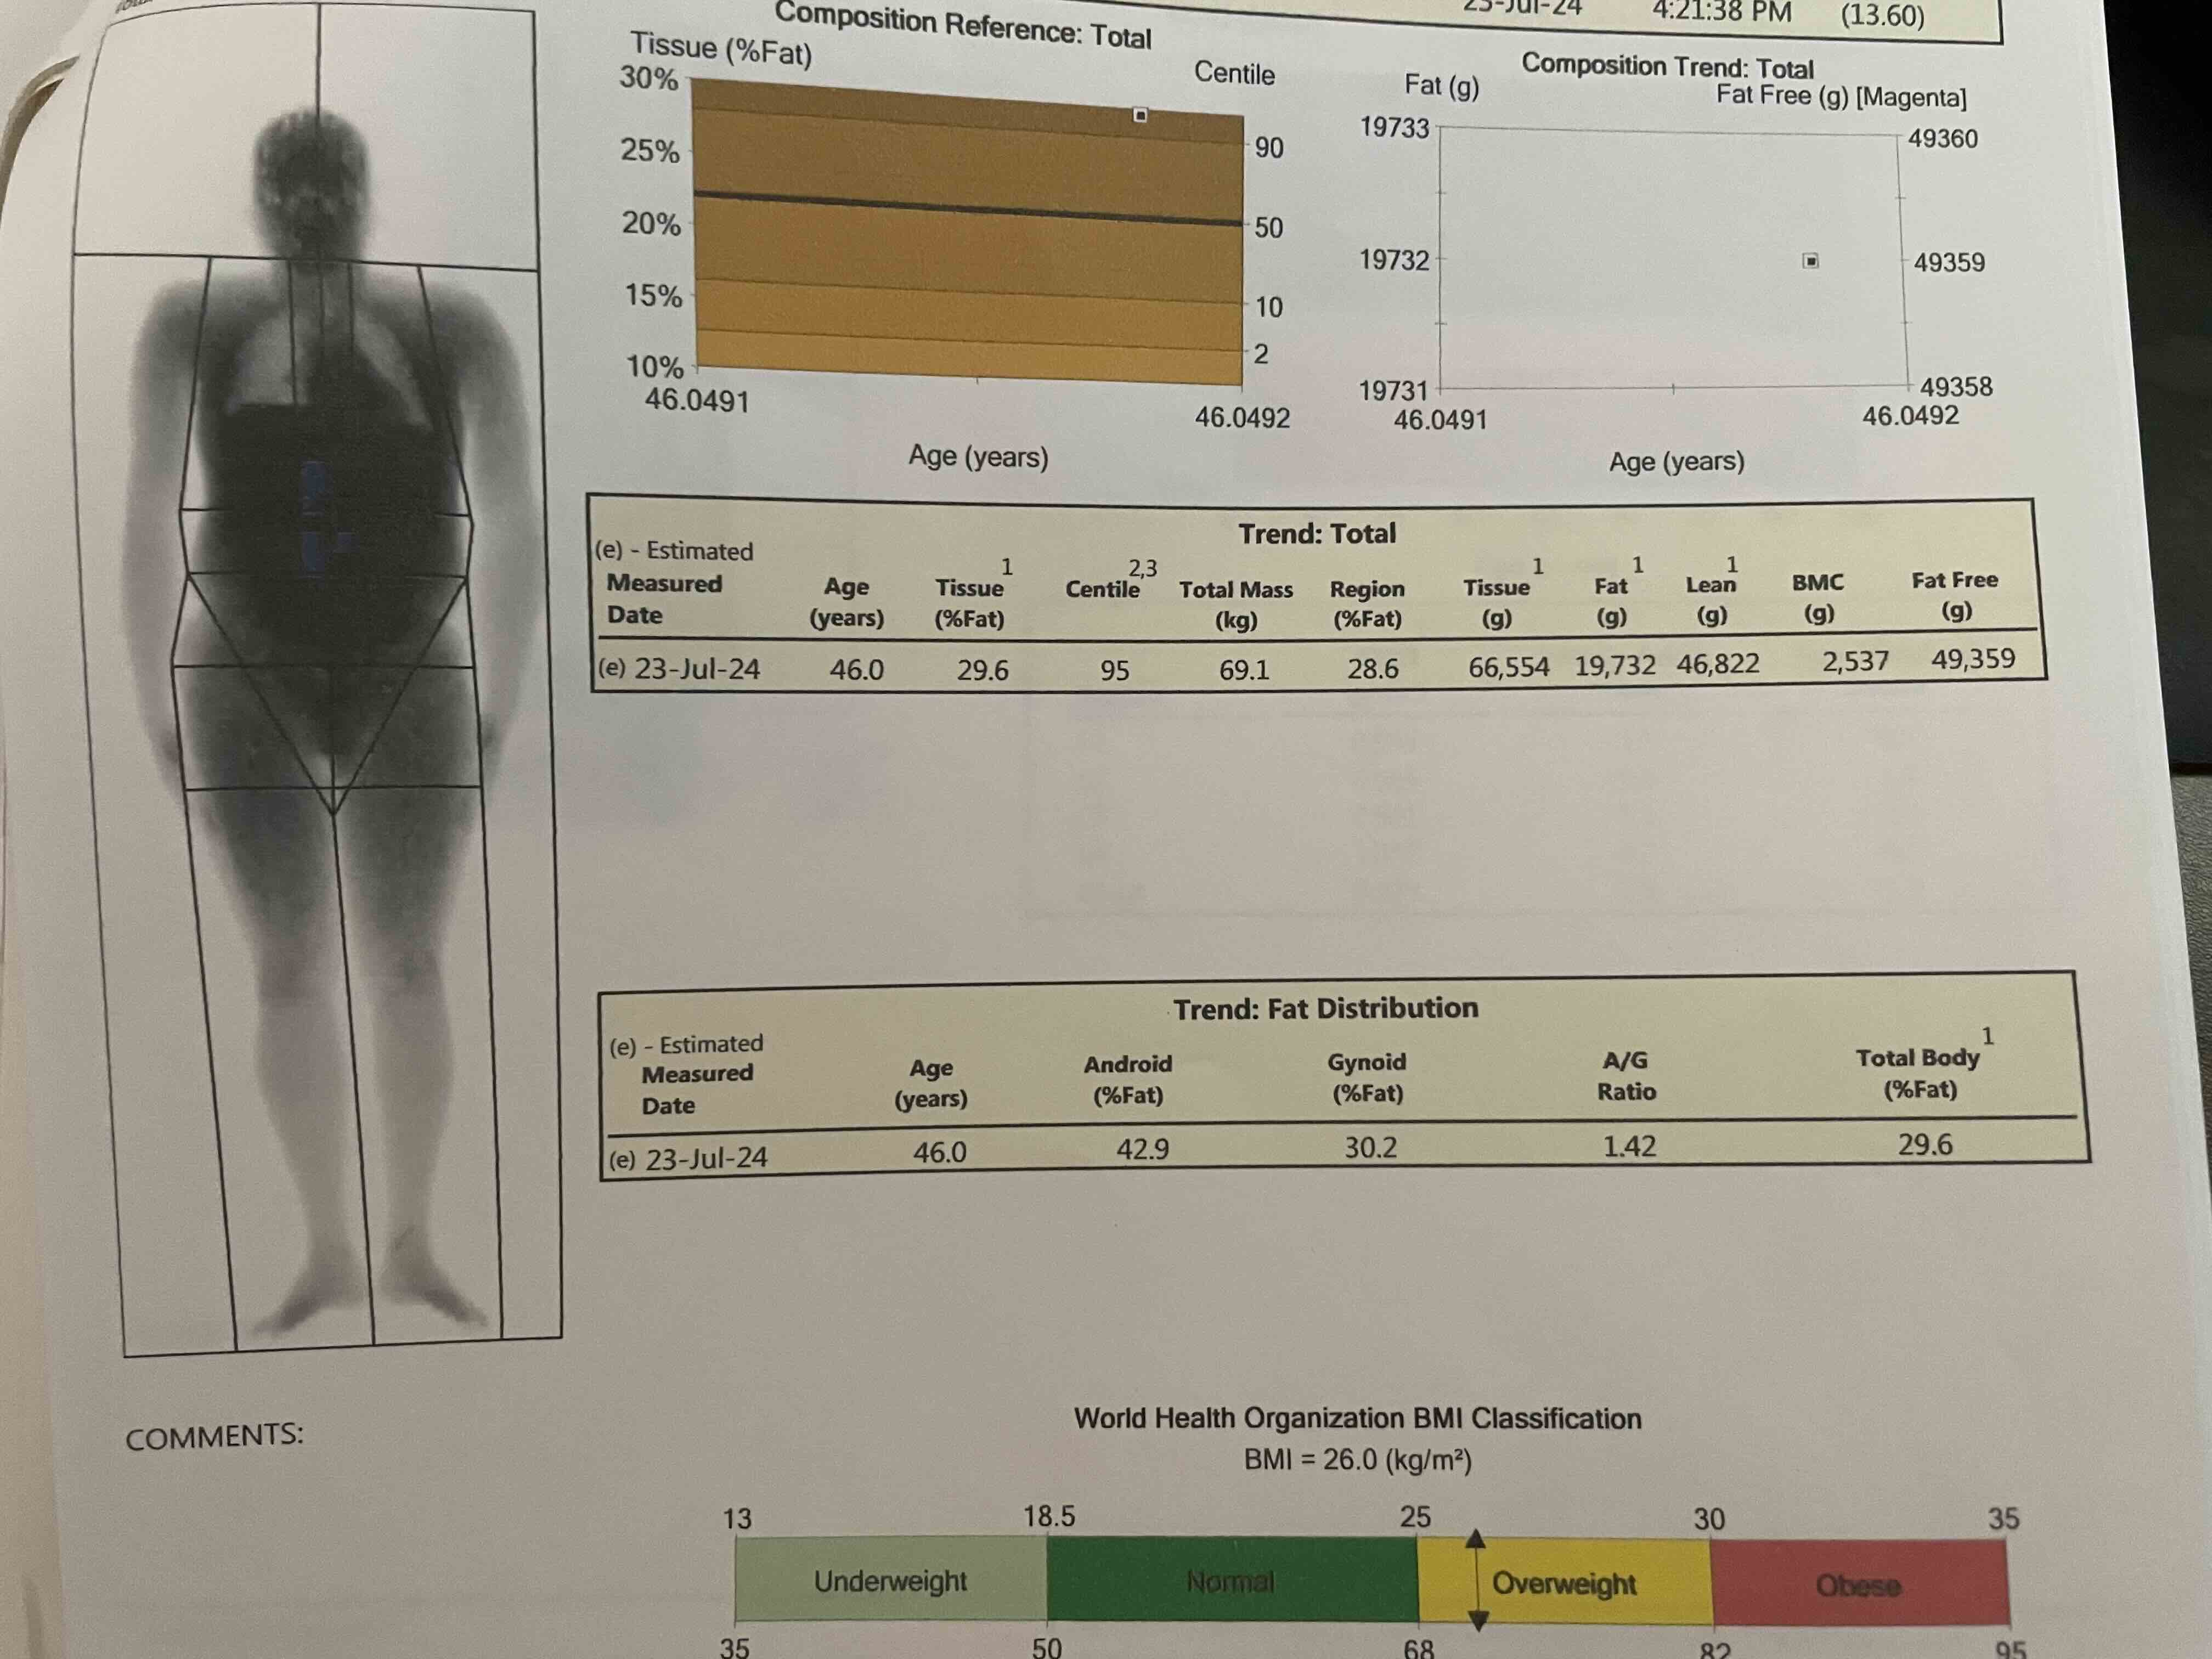 23-Jul-24 4:21:38 PM (13.60)
Composition Reference: Total
Tissue (%Fat)
Centile
30%
25%
20%
15%
10%
90
50
10
2
46.0491
46.0492
Age (years)
Composition Trend: Total
Fat (g)
Fat Free (g) [Magenta]
19733
19732
19731
49360
49359
49358
46.0491
46.0492
Age (years)
Trend: Total
(e) - Estimated
1 2,3 1 1 1
Measured Age Tissue Centile Total Mass Region Tissue Fat Lean BMC Fat Free
Date (years) (%Fat) (kg) (%Fat) (g) (g) (g) (g) (g)
(e) 23-Jul-24 46.0 29.6 95 69.1 28.6 66,554 19,732 46,822 2,537 49,359
Trend: Fat Distribution
(e) - Estimated
1
Measured Age Android Gynoid A/G Total Body
Date (years) (%Fat) (%Fat) Ratio (%Fat)
(e) 23-Jul-24 46.0 42.9 30.2 1.42 29.6
COMMENTS:
World Health Organization BMI Classification
BMI = 26.0 (kg/m²)
13 18.5 25 30 35
Underweight Normal Overweight Obese
35 50 68 82 95